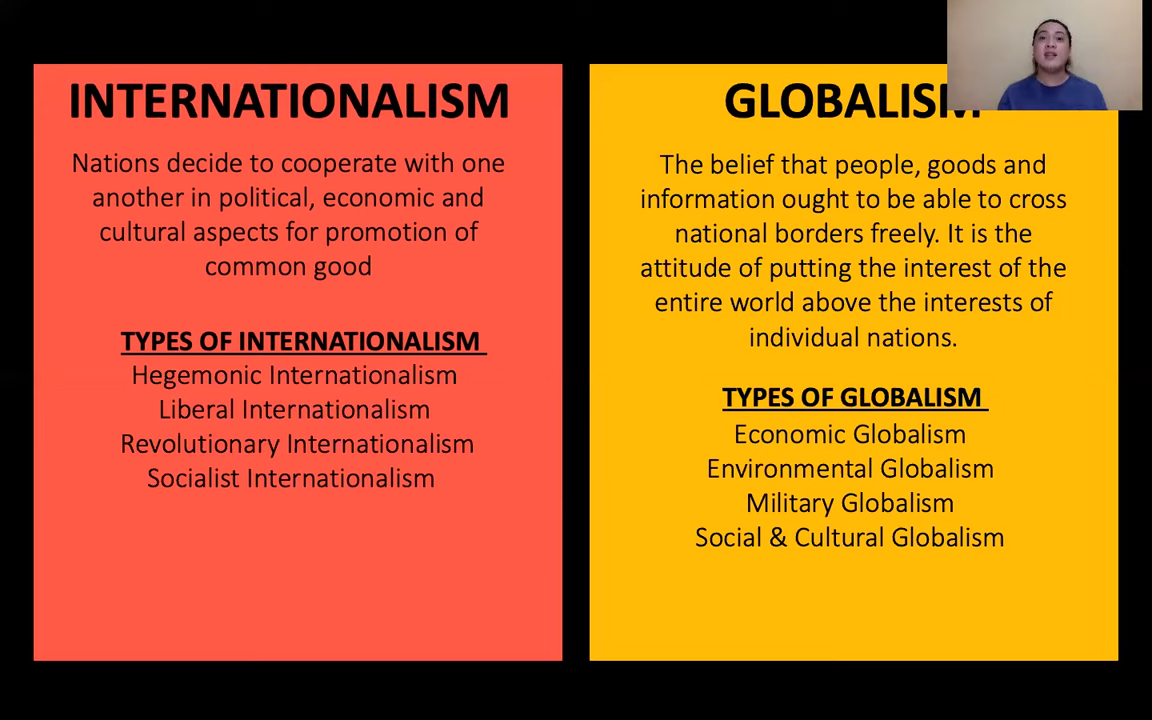 INTERNATIONALISM
Nations decide to cooperate with one
another in political, economic and
cultural aspects for promotion of
common good
TYPES OF INTERNATIONALISM
Hegemonic Internationalism
Liberal Internationalism
Revolutionary Internationalism
Socialist Internationalism
GLOBALISM
The belief that people, goods and
information ought to be able to cross
national borders freely. It is the
attitude of putting the interest of the
entire world above the interests of
individual nations.
TYPES OF GLOBALISM
Economic Globalism
Environmental Globalism
Military Globalism
Social & Cultural Globalism